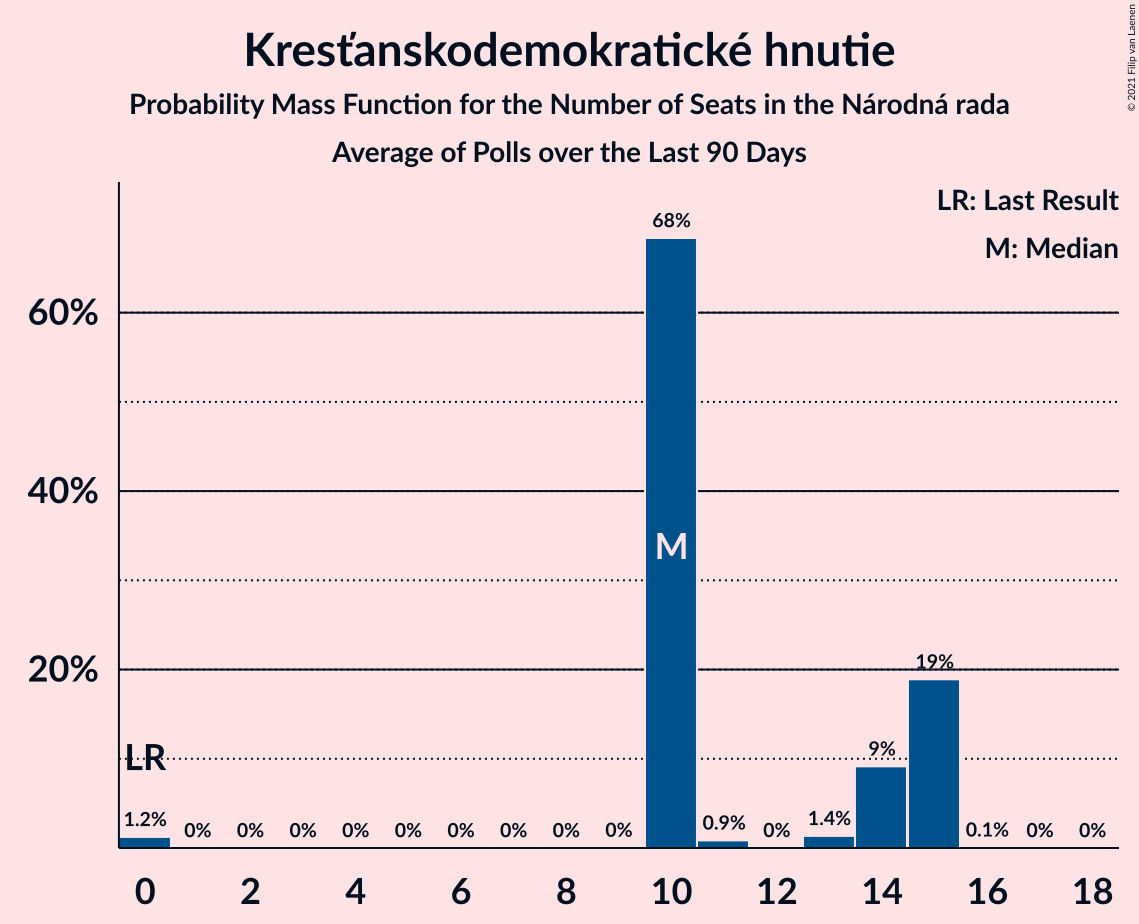 Kresťanskodemokratické hnutie
Probability Mass Function for the Number of Seats in the Národná rada
Average of Polls over the Last 90 Days
© 2021 Filip van Laenen
LR: Last Result
M: Median
60%
40%
20%
LR
M
1.2%
0%
0%
0%
0%
0%
0%
0%
0%
0%
68%
0.9%
0%
1.4%
9%
19%
0.1%
0%
0%
0 2 4 6 8 10 12 14 16 18